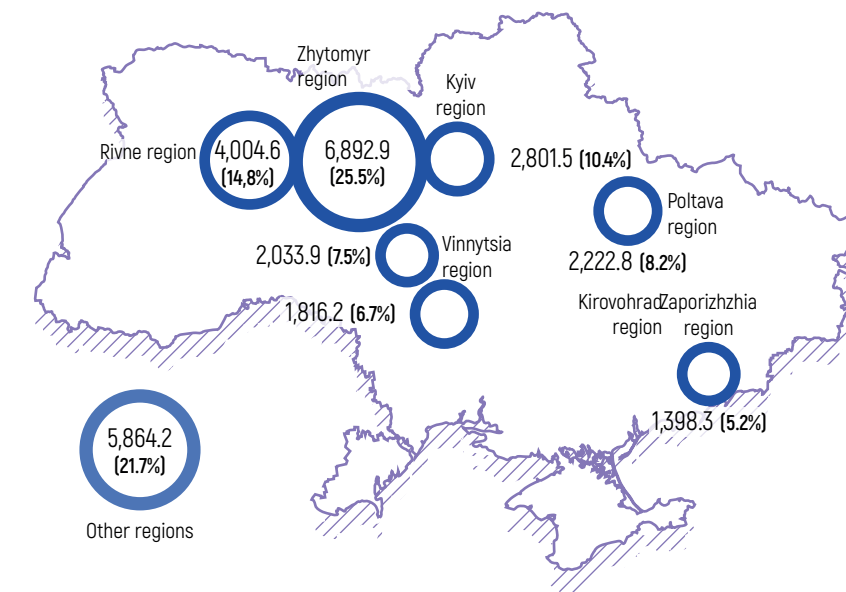 Zhytomyr
region
Kyiv
region
Rivne region
4,004.6
(14,8%)
6,892.9
(25.5%)
2,801.5 (10.4%)
Poltava
region
2,222.8 (8.2%)
2,033.9 (7.5%)
Vinnytsia
region
1,816.2 (6.7%)
Kirovohrad
region
Zaporizhzhia
region
1,398.3 (5.2%)
5,864.2
(21.7%)
Other regions